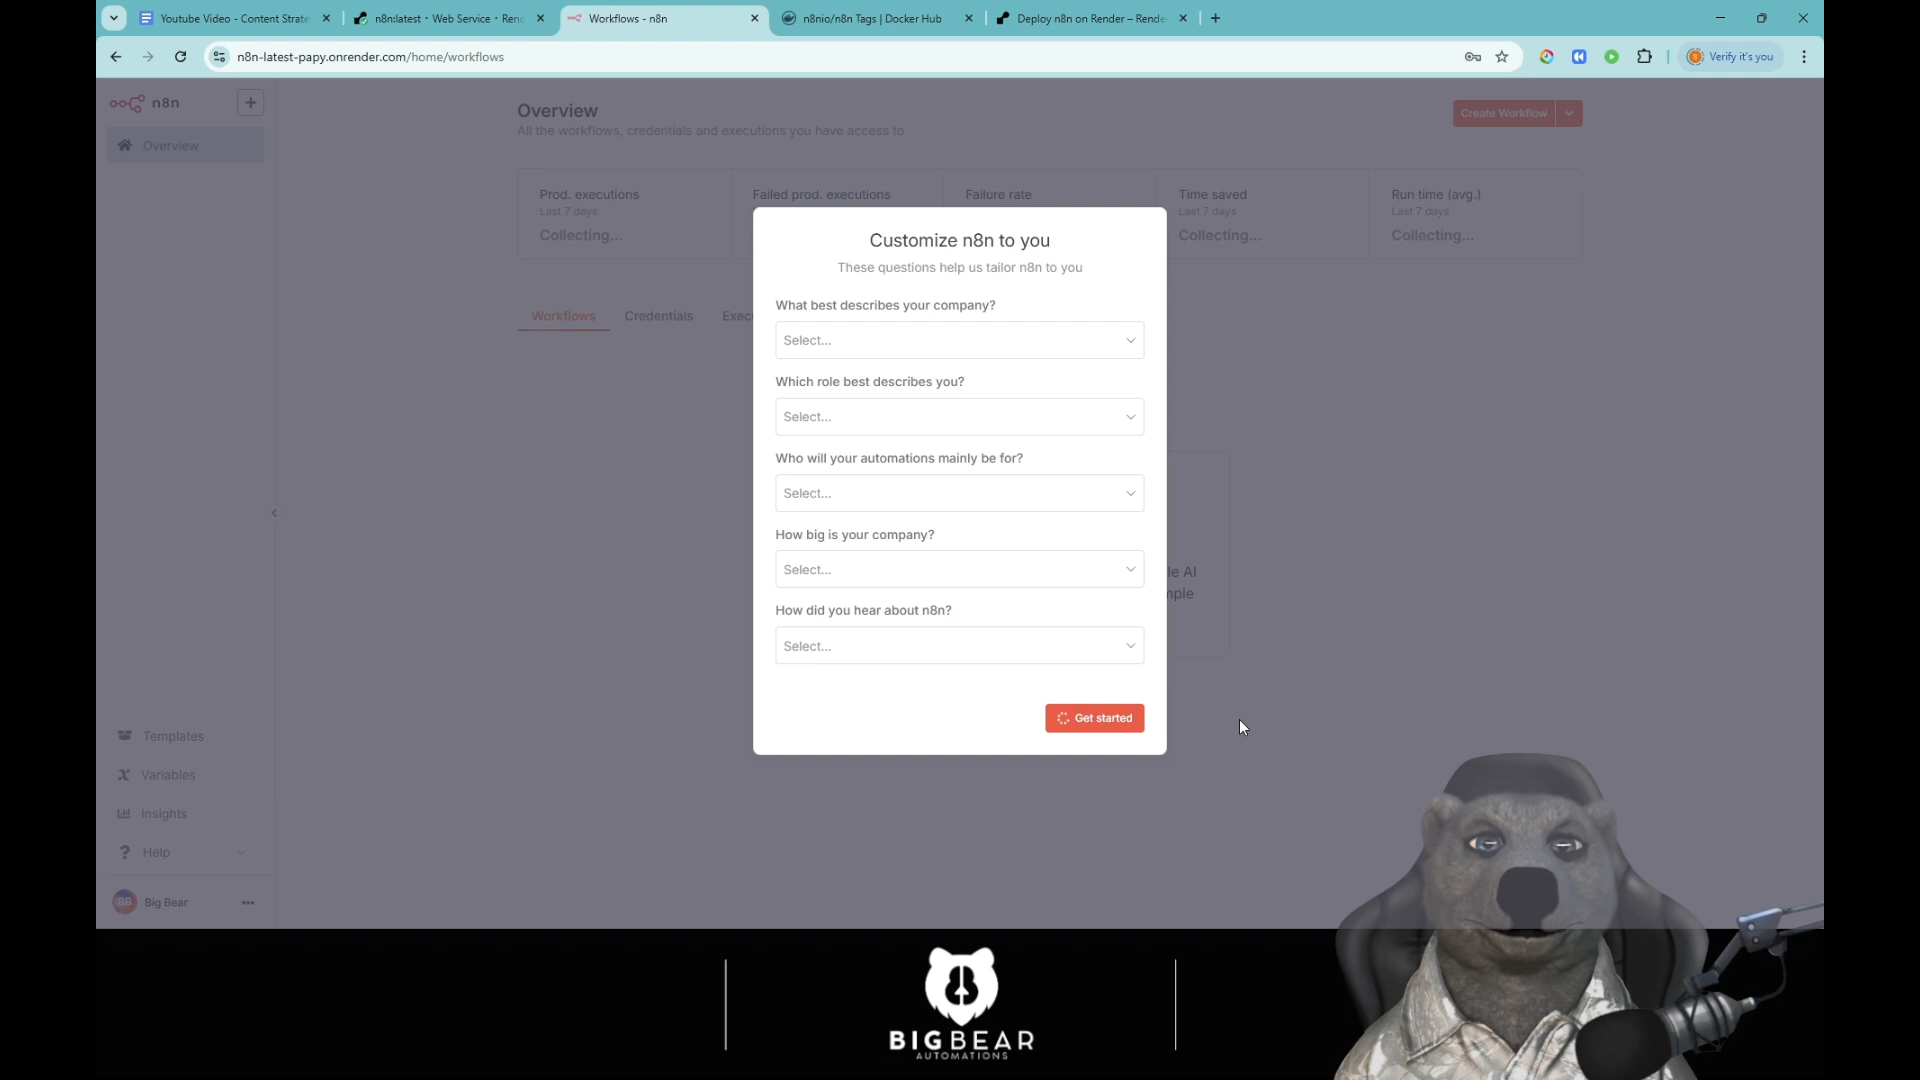 Youtube Video - Content Strate
n8n:latest · Web Service · Rend
Workflows - n8n
n8nio/n8n Tags | Docker Hub
Deploy n8n on Render – Rende
n8n-latest-papy.onrender.com/home/workflows
Verify it's you
n8n
Overview
Overview
All the workflows, credentials and executions you have access to
Create Workflow
Prod. executions
Last 7 days
Collecting...
Failed prod. executions
Failure rate
Time saved
Last 7 days
Collecting...
Run time (avg.)
Last 7 days
Collecting...
Workflows
Credentials
Exec
Customize n8n to you
These questions help us tailor n8n to you
What best describes your company?
Select...
Which role best describes you?
Select...
Who will your automations mainly be for?
Select...
How big is your company?
Select...
How did you hear about n8n?
Select...
Get started
le AI
mple
Templates
Variables
Insights
Help
BB
Big Bear
BIGBEAR
AUTOMATIONS